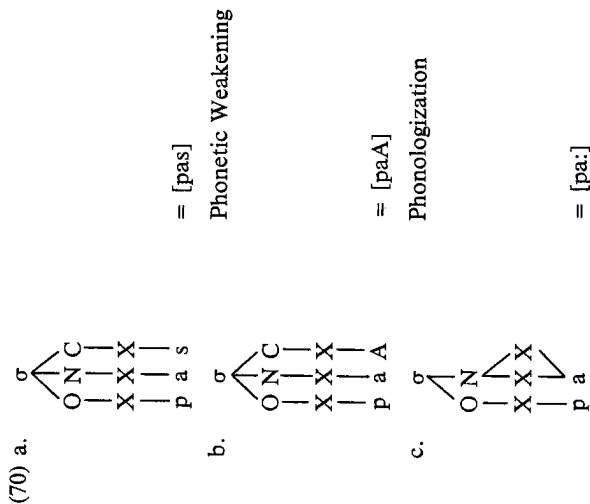 (70) a.
σ
O N C
X X X
p a s = [pas]
Phonetic Weakening
b.
σ
O N C
X X X
p a A = [paA]
Phonologization
c.
σ
O N
X X X
p a = [pa:]